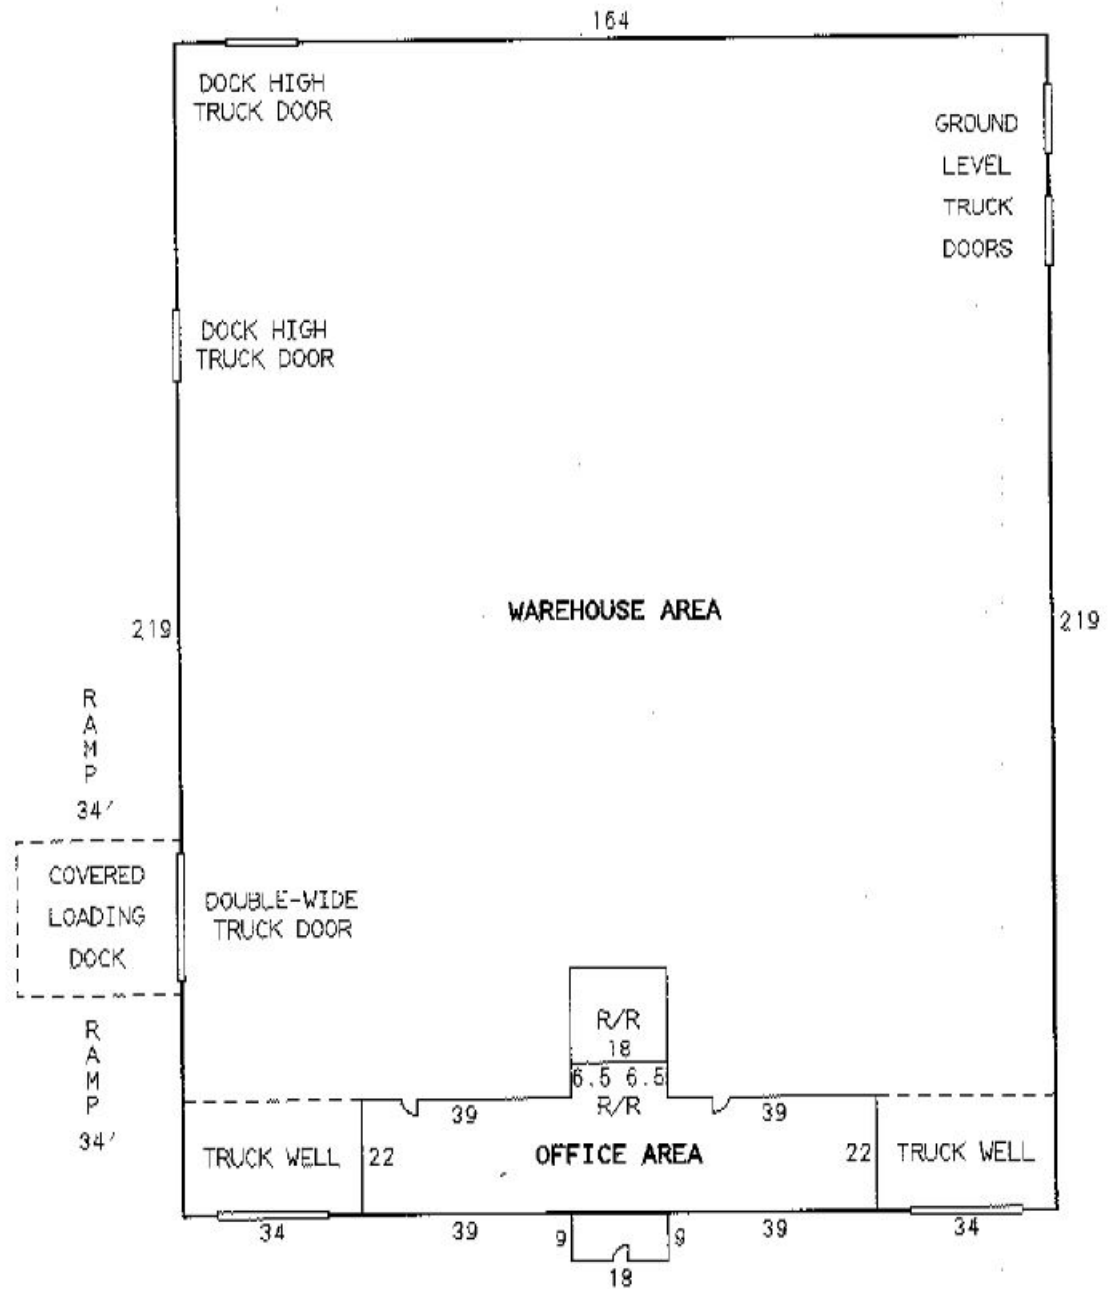 164
DOCK HIGH
TRUCK DOOR
GROUND
LEVEL
TRUCK
DOORS
DOCK HIGH
TRUCK DOOR
WAREHOUSE AREA
219
219
RAMP
34'
COVERED
LOADING
DOCK
DOUBLE-WIDE
TRUCK DOOR
RAMP
34'
R/R
18
6.5 6.5
R/R
39
39
TRUCK WELL
22
OFFICE AREA
22
TRUCK WELL
34
39
9
9
39
34
18